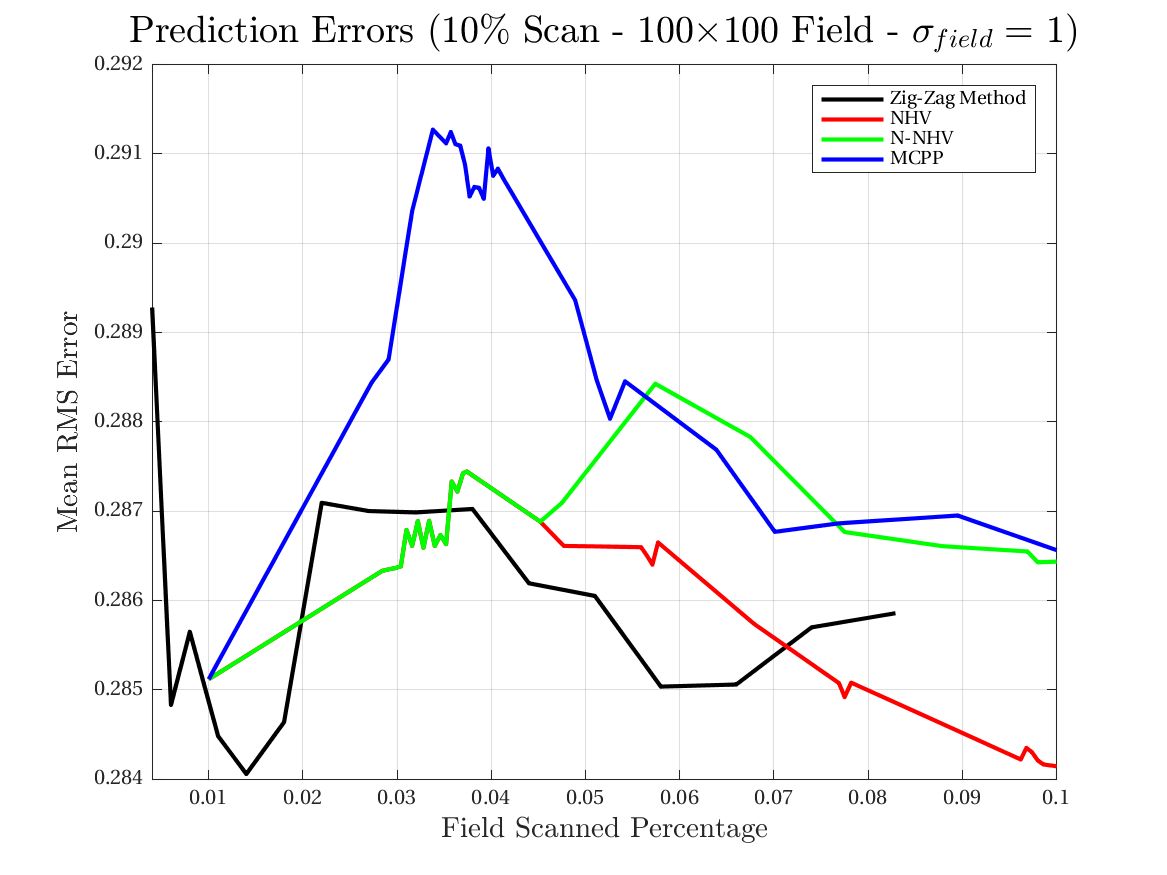 Prediction Errors (10% Scan - 100×100 Field - σ_field = 1)
0.292
0.291
0.29
0.289
0.288
0.287
0.286
0.285
0.284
Mean RMS Error
Zig-Zag Method
NHV
N-NHV
MCPP
0.01 0.02 0.03 0.04 0.05 0.06 0.07 0.08 0.09 0.1
Field Scanned Percentage